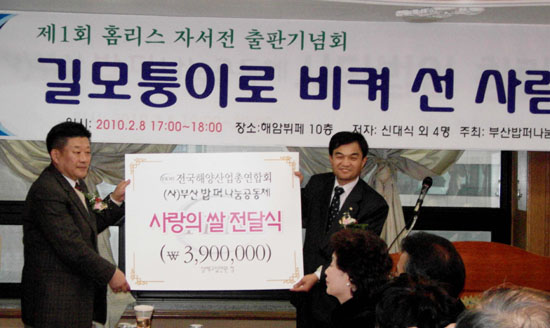 제1회 홈리스 자서전 출판기념회
길모퉁이로 비켜 선 사람
일시: 2010.2.8 17:00~18:00 장소:해암뷔페 10층 저자: 신대식 외 4명 주최: 부산밥퍼나눔
전국해양산업총연합회
(사)부산밥퍼나눔공동체
사랑의 쌀 전달식
(₩ 3,900,000)